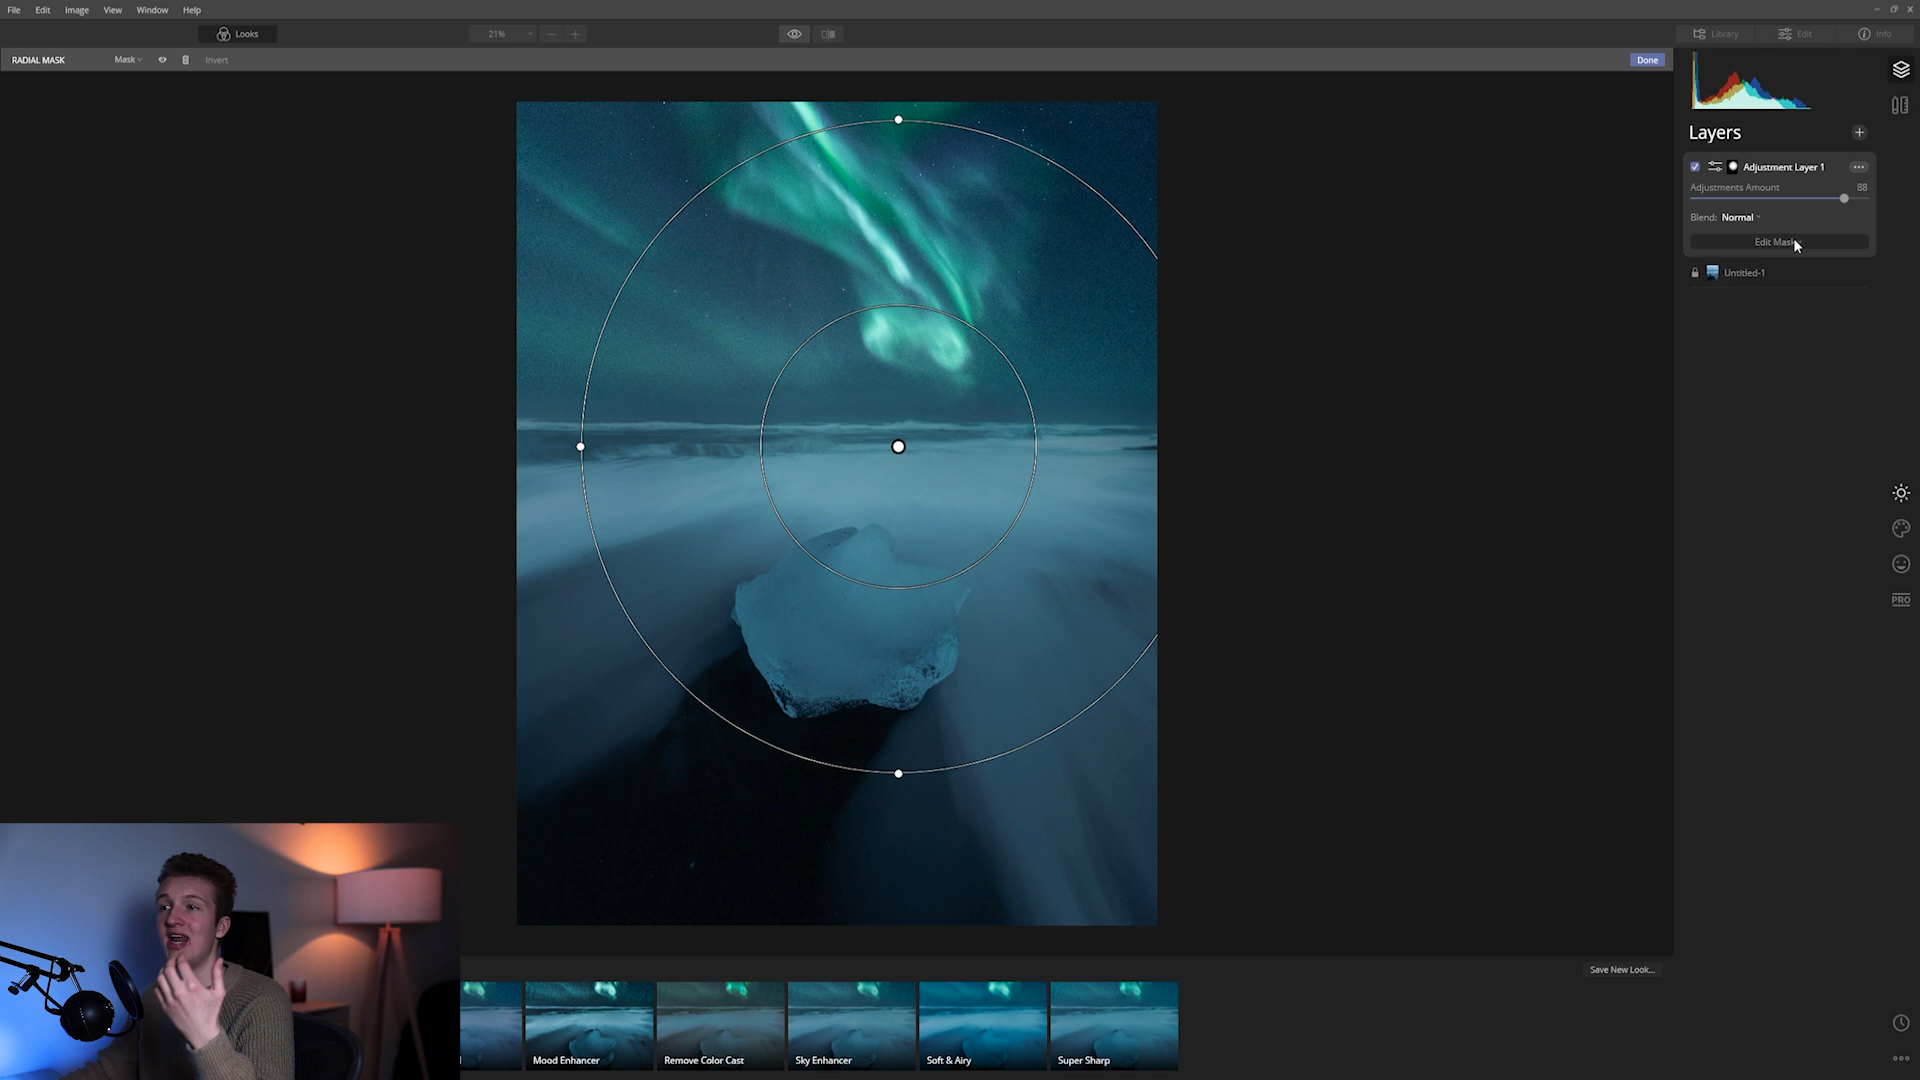 File Edit Image View Window Help
Looks
21%
Library
Edit
Info
RADIAL MASK
Mask
Invert
Done
Layers
Adjustment Layer 1
Adjustments Amount 88
Blend: Normal
Edit Mask
Untitled-1
PRO
Save New Look...
Mood Enhancer
Remove Color Cast
Sky Enhancer
Soft & Airy
Super Sharp